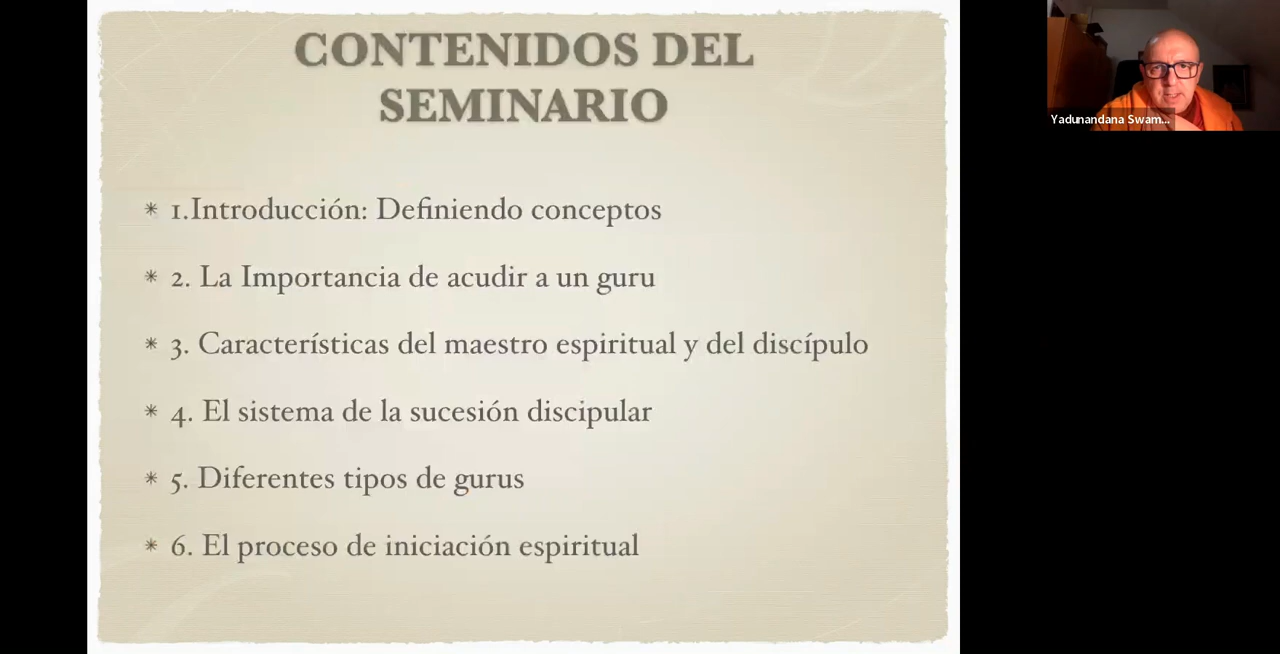 CONTENIDOS DEL
SEMINARIO
* 1.Introducción: Definiendo conceptos
* 2. La Importancia de acudir a un guru
* 3. Características del maestro espiritual y del discípulo
* 4. El sistema de la sucesión discipular
* 5. Diferentes tipos de gurus
* 6. El proceso de iniciación espiritual
Yadunandana Swam...